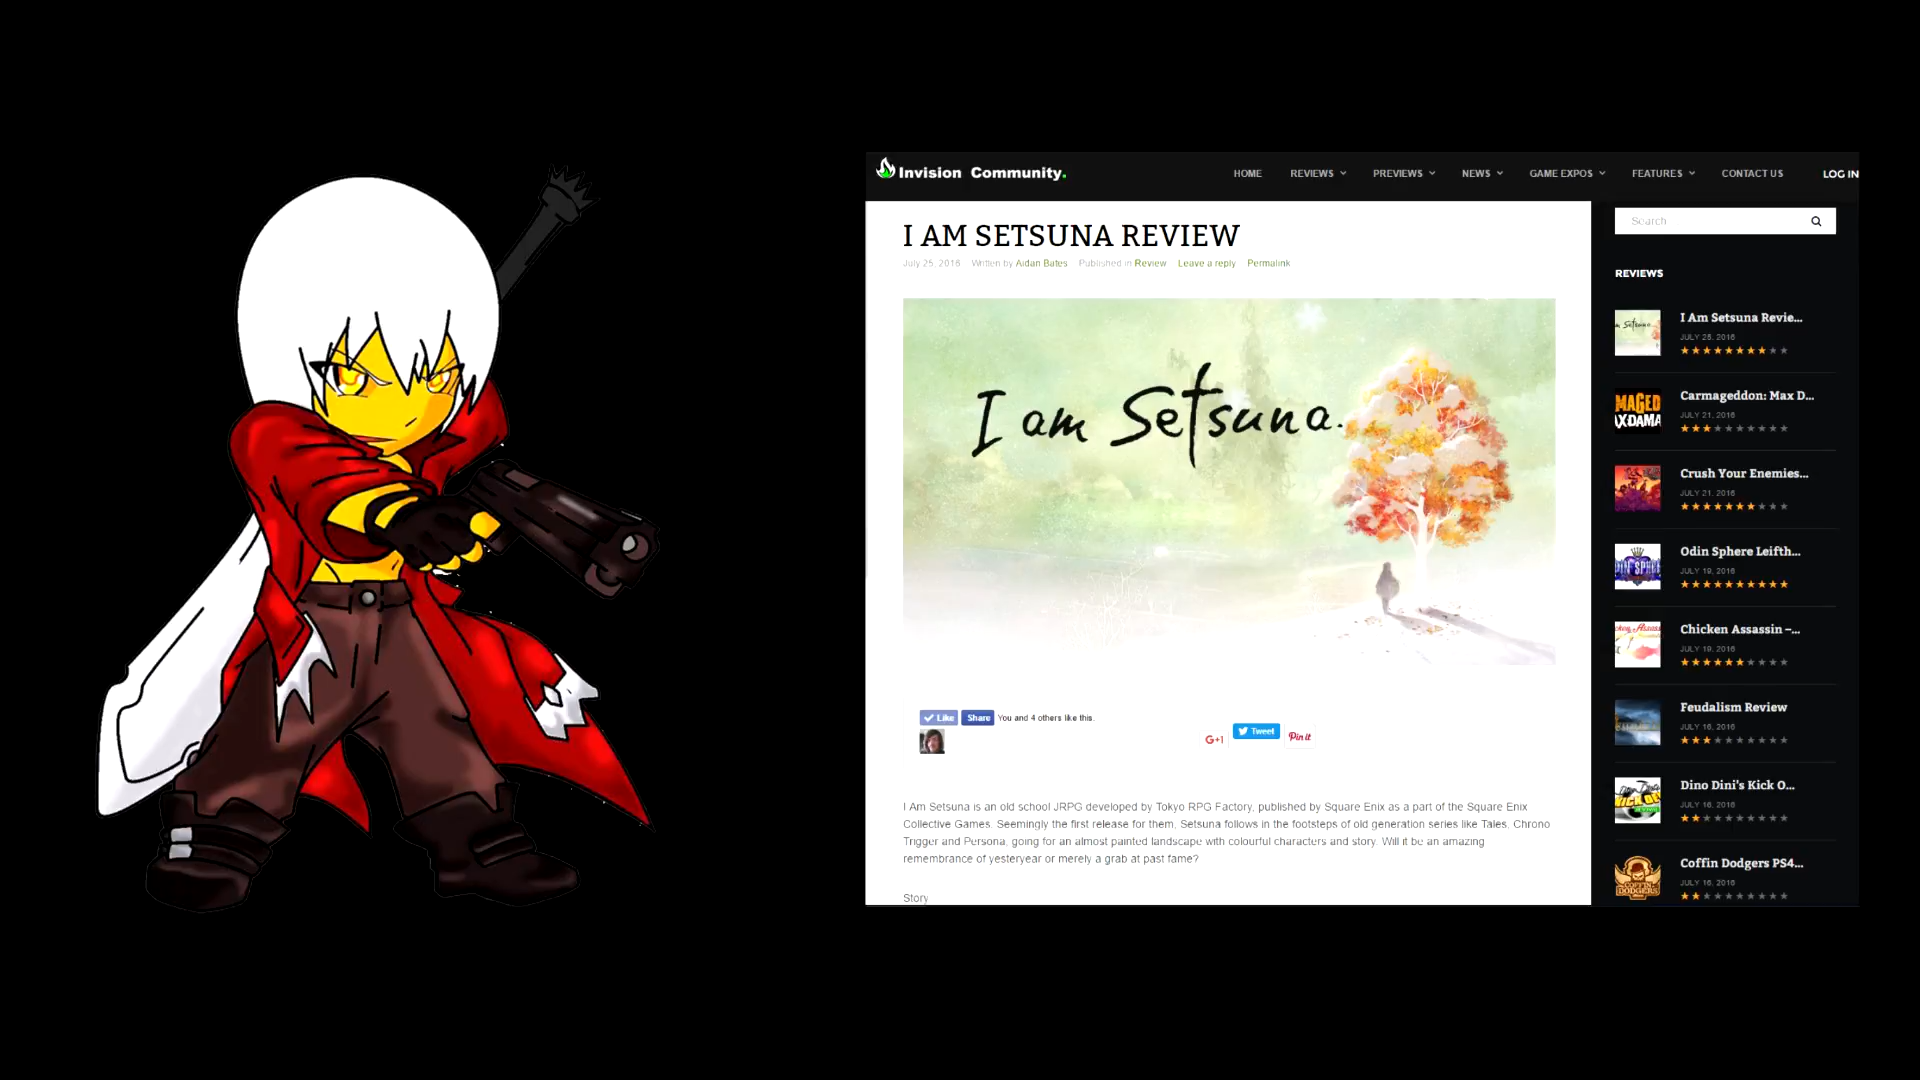 Invision Community.
HOME REVIEWS PREVIEWS NEWS GAME EXPOS FEATURES CONTACT US LOG IN
I AM SETSUNA REVIEW
July 25, 2016 Written by Aidan Bates Published in Review Leave a reply Permalink
I am Setsuna.
Like Share You and 4 others like this.
G+1 Tweet Pin it
I Am Setsuna is an old school JRPG developed by Tokyo RPG Factory, published by Square Enix as a part of the Square Enix
Collective Games. Seemingly the first release for them, Setsuna follows in the footsteps of old generation series like Tales, Chrono
Trigger and Persona, going for an almost painted landscape with colourful characters and story. Will it be an amazing
remembrance of yesteryear or merely a grab at past fame?
Story
Search
REVIEWS
I Am Setsuna Revie...
JULY 25, 2016
MAGED
XDAMA
Carmageddon: Max D...
JULY 21, 2016
Crush Your Enemies...
JULY 21, 2016
Odin Sphere Leifth...
JULY 19, 2016
Chicken Assassin –...
JULY 19, 2016
Feudalism Review
JULY 16, 2016
Dino Dini's Kick O...
JULY 16, 2016
COFFIN
DODGERS
Coffin Dodgers PS4...
JULY 16, 2016